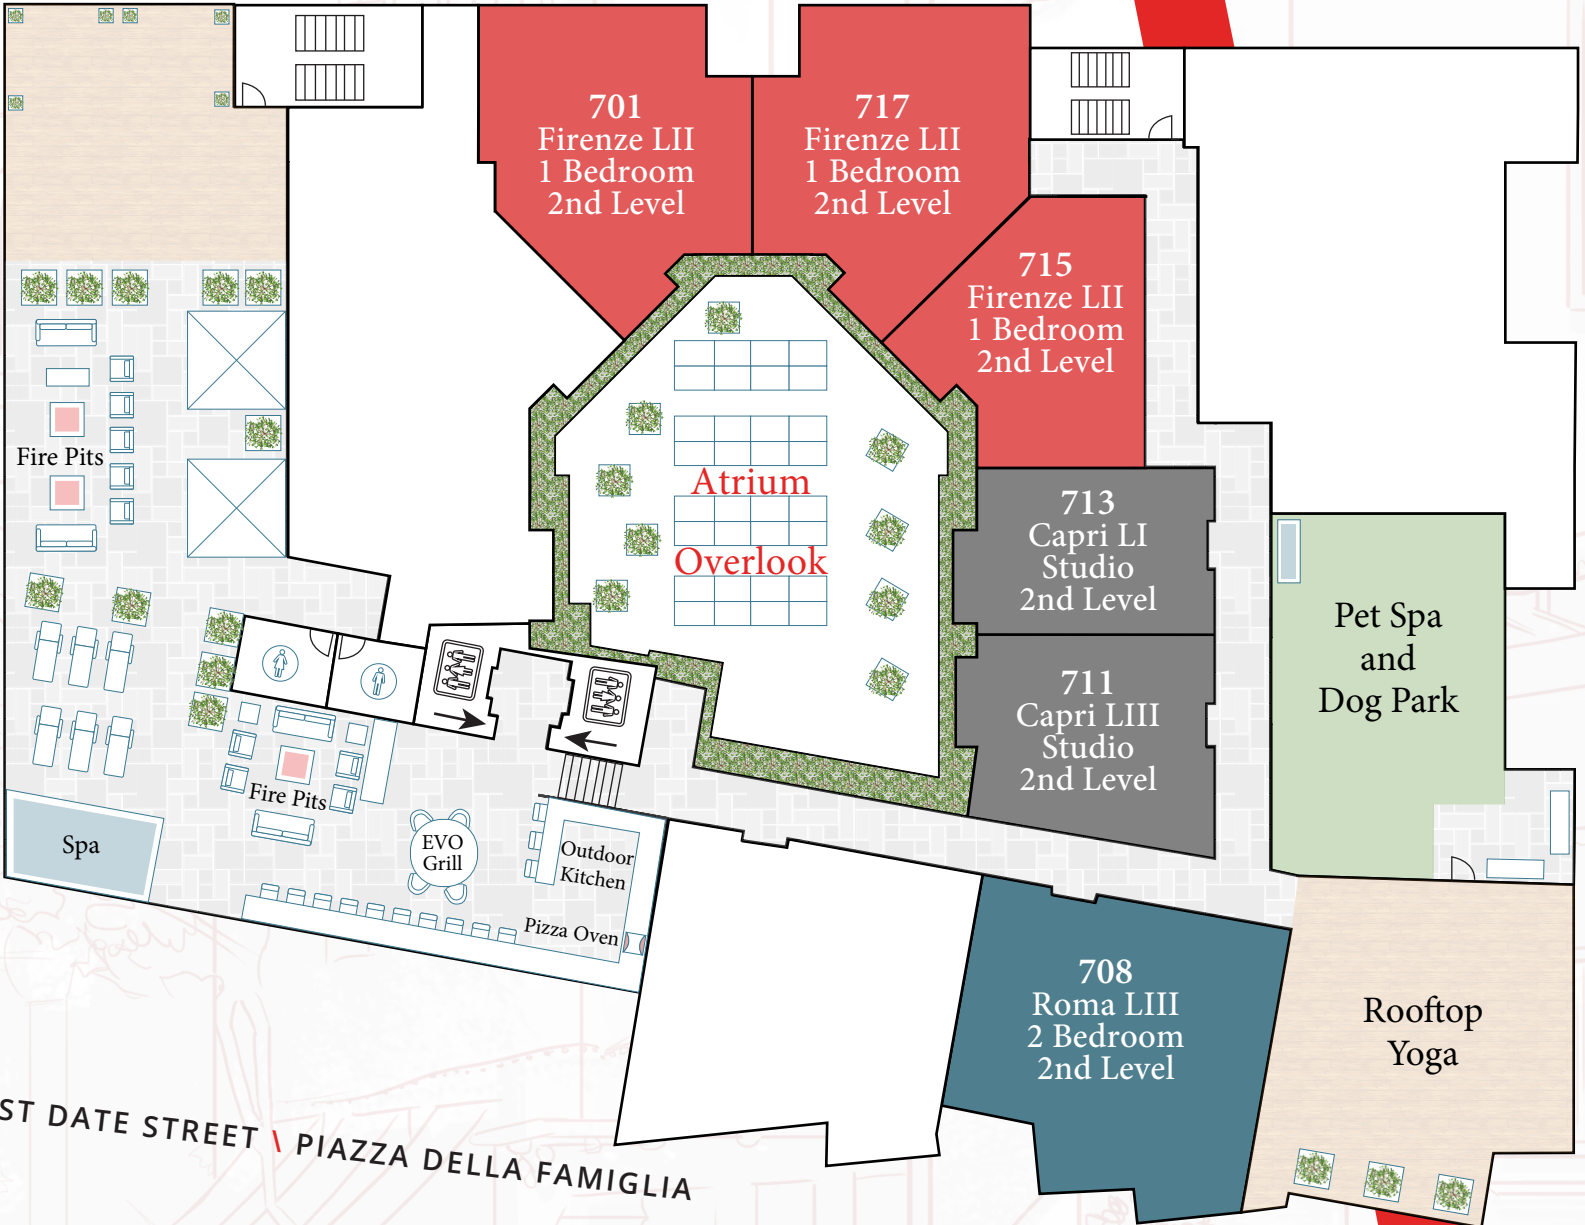 701
Firenze LII
1 Bedroom
2nd Level
717
Firenze LII
1 Bedroom
2nd Level
715
Firenze LII
1 Bedroom
2nd Level
Fire Pits
Atrium
Overlook
713
Capri LI
Studio
2nd Level
Pet Spa
and
Dog Park
711
Capri LIII
Studio
2nd Level
Fire Pits
Spa
EVO
Grill
Outdoor
Kitchen
Pizza Oven
708
Roma LIII
2 Bedroom
2nd Level
Rooftop
Yoga
ST DATE STREET \ PIAZZA DELLA FAMIGLIA